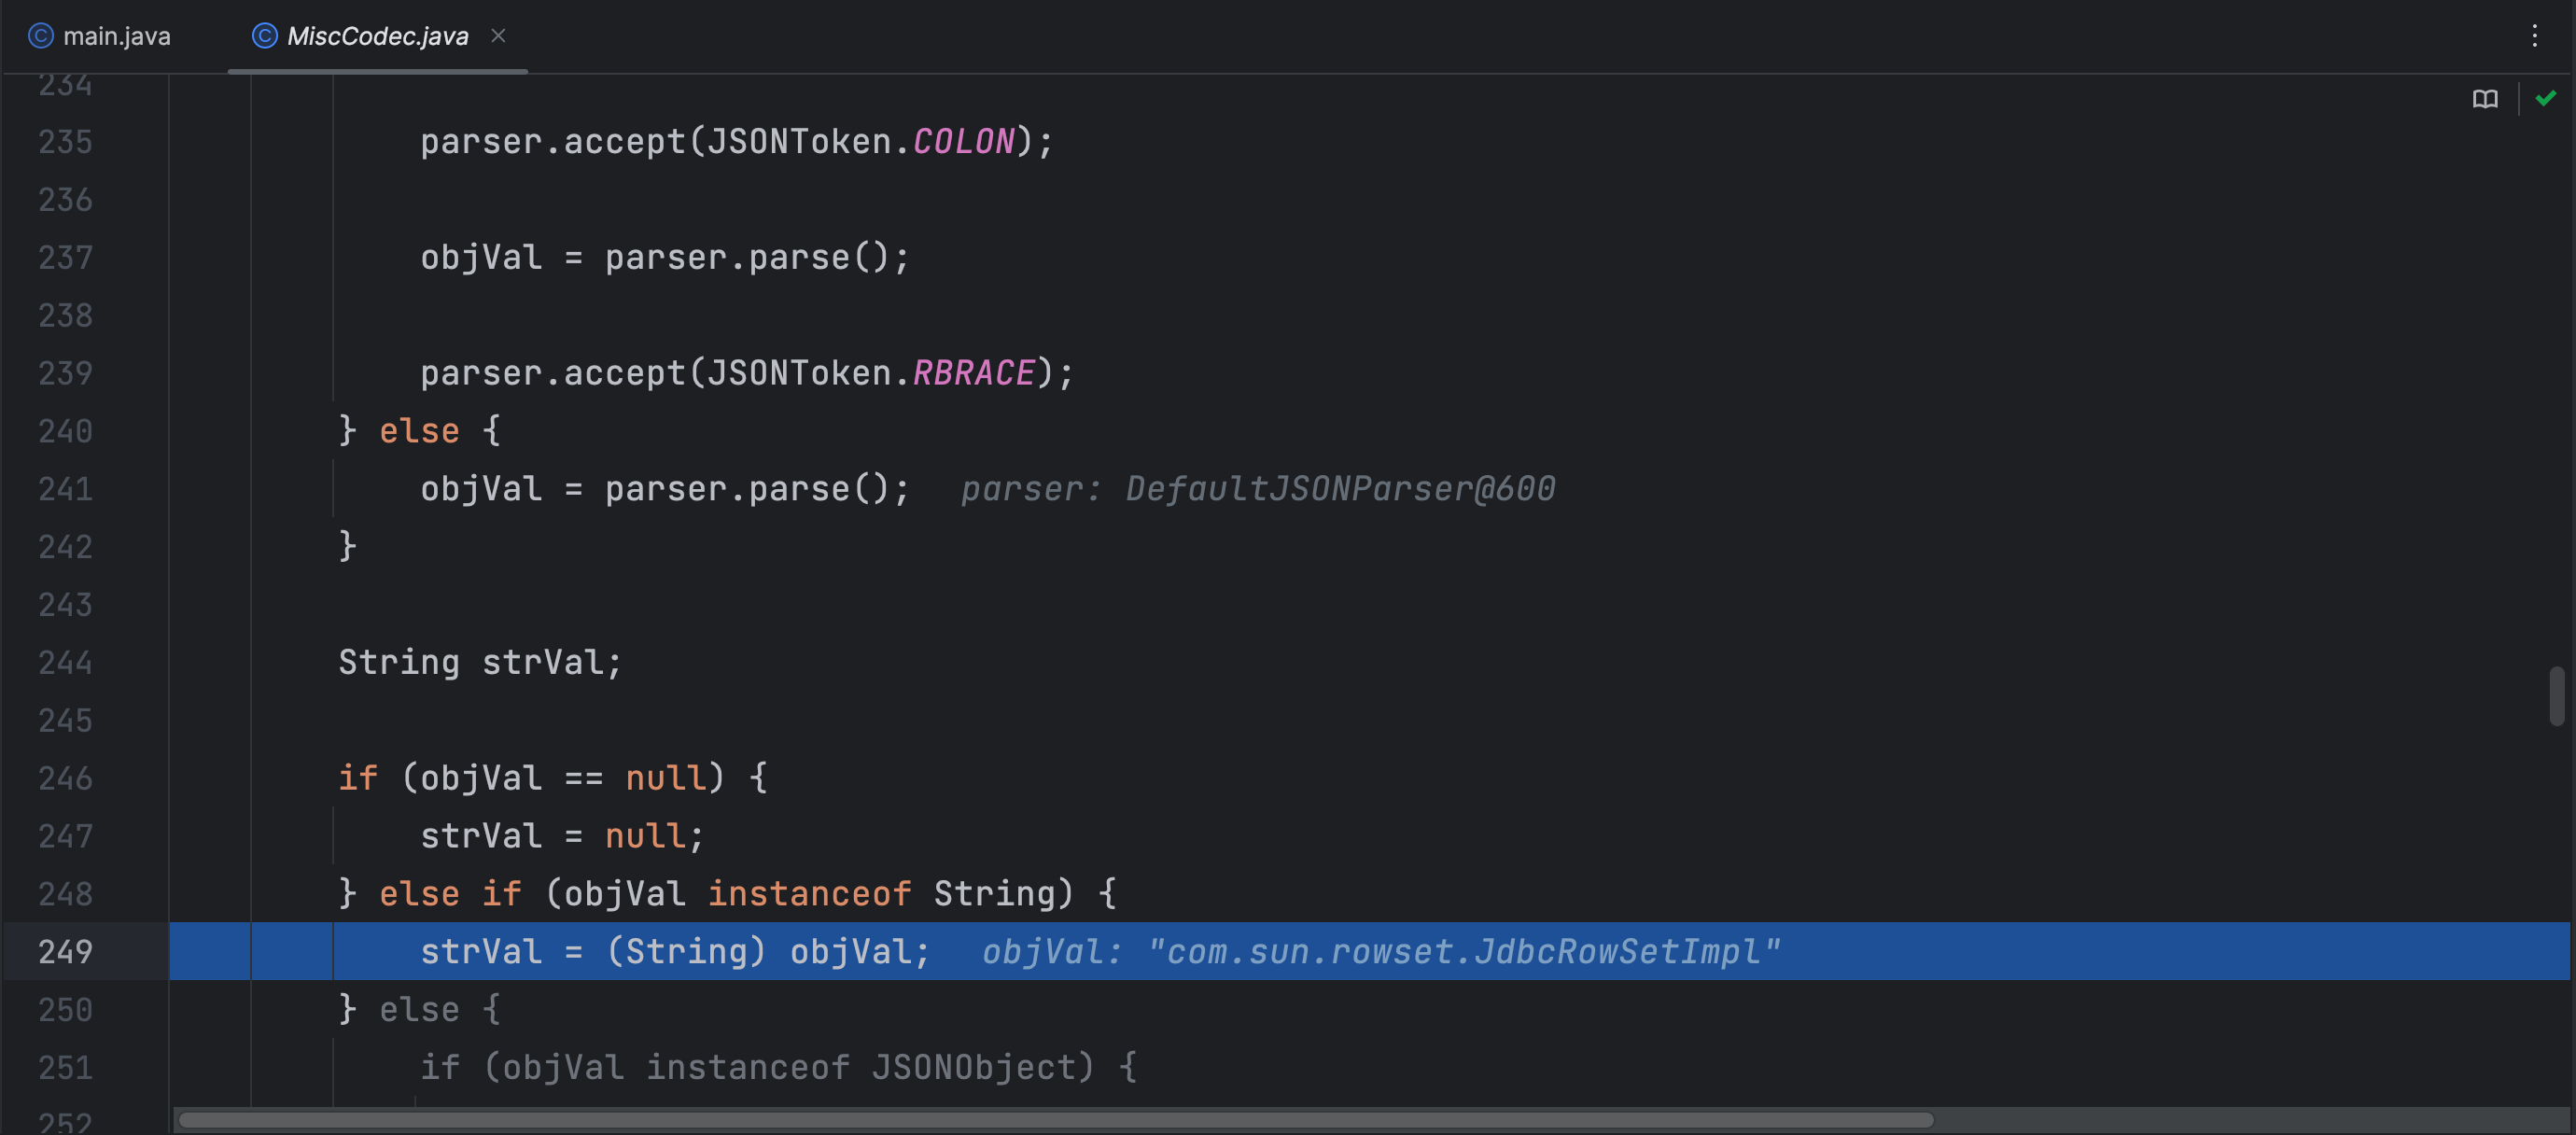 main.java MiscCodec.java
234
235 parser.accept(JSONToken.COLON);
236
237 objVal = parser.parse();
238
239 parser.accept(JSONToken.RBRACE);
240 } else {
241 objVal = parser.parse(); parser: DefaultJSONParser@600
242 }
243
244 String strVal;
245
246 if (objVal == null) {
247 strVal = null;
248 } else if (objVal instanceof String) {
249 strVal = (String) objVal; objVal: "com.sun.rowset.JdbcRowSetImpl"
250 } else {
251 if (objVal instanceof JSONObject) {
252